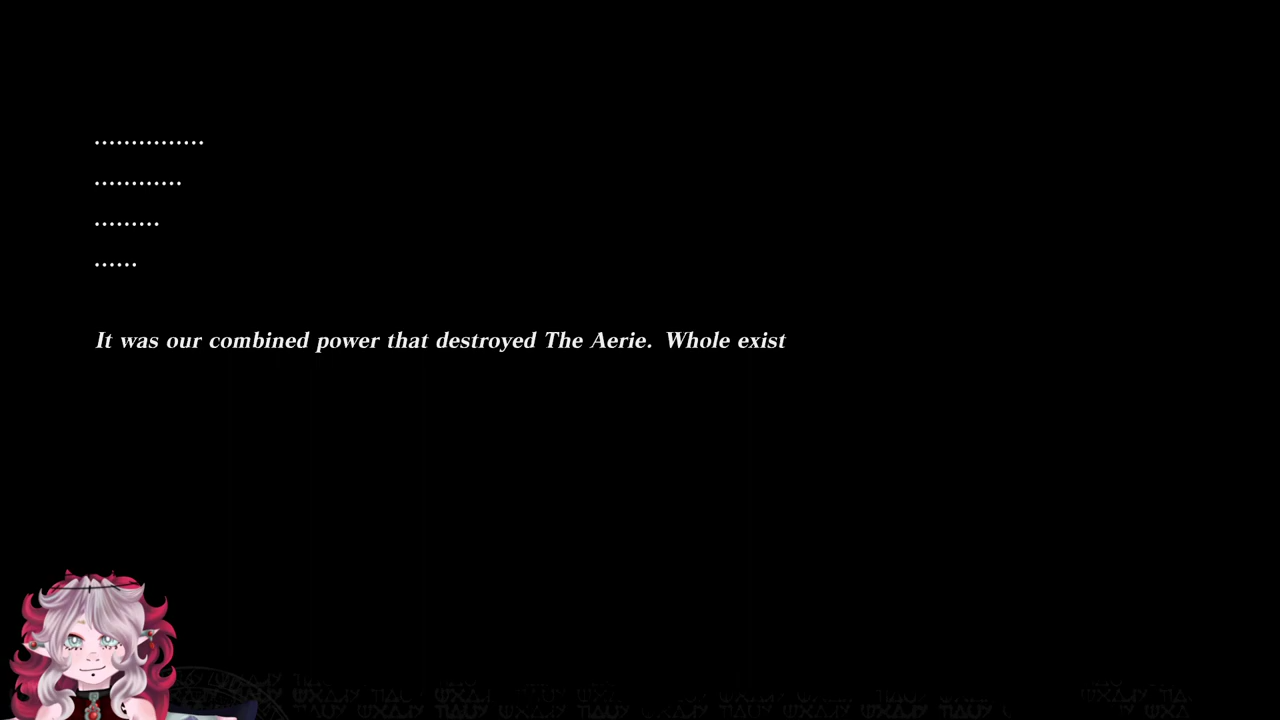 ...............
............
.........
......
It was our combined power that destroyed The Aerie. Whole exist